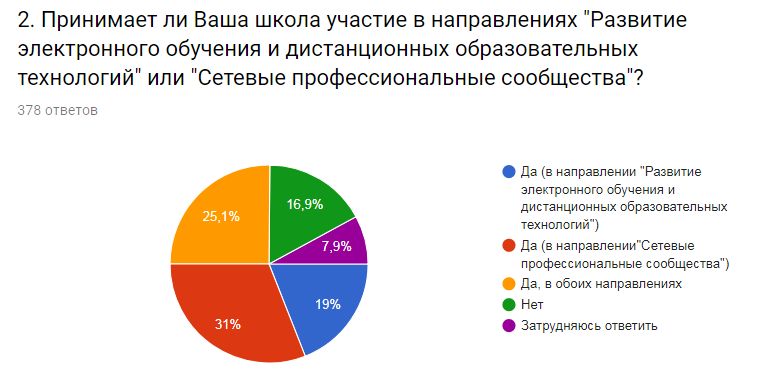 2. Принимает ли Ваша школа участие в направлениях "Развитие
электронного обучения и дистанционных образовательных
технологий" или "Сетевые профессиональные сообщества"?
378 ответов
25,1%
16,9%
7,9%
19%
31%
Да (в направлении "Развитие
электронного обучения и
дистанционных образовательных
технологий")
Да (в направлении"Сетевые
профессиональные сообщества")
Да, в обоих направлениях
Нет
Затрудняюсь ответить